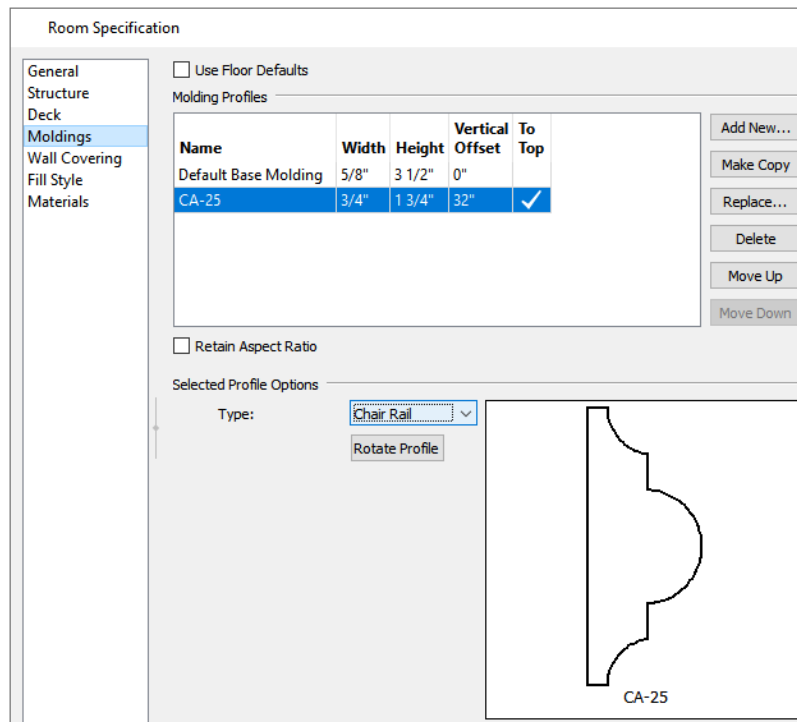 Room Specification
General
Structure
Deck
Moldings
Wall Covering
Fill Style
Materials
Use Floor Defaults
Molding Profiles
Name Width Height Vertical Offset To Top
Default Base Molding 5/8" 3 1/2" 0"
CA-25 3/4" 1 3/4" 32"
Add New...
Make Copy
Replace...
Delete
Move Up
Move Down
Retain Aspect Ratio
Selected Profile Options
Type: Chair Rail
Rotate Profile
CA-25